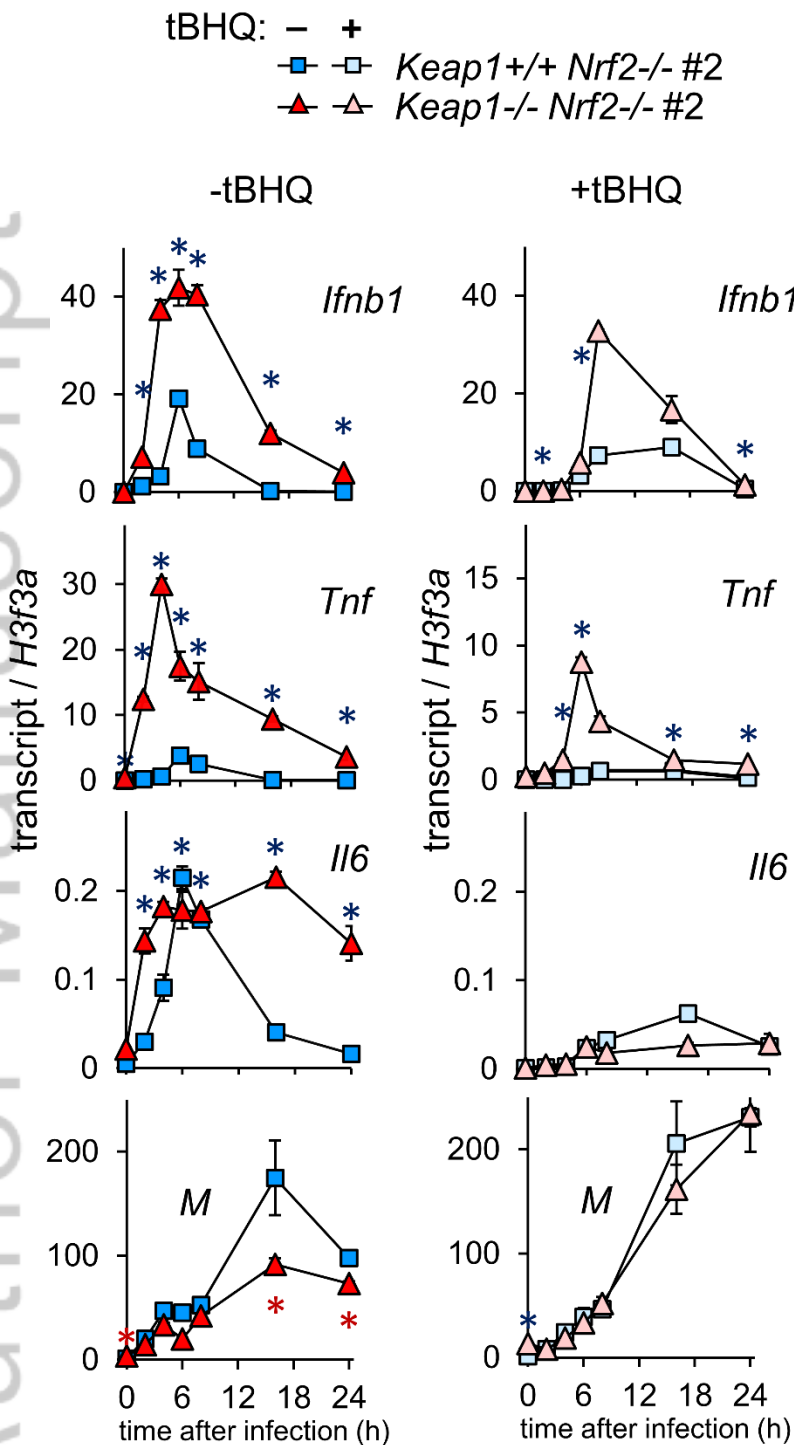 tBHQ: – +
Keap1+/+ Nrf2-/- #2
Keap1-/- Nrf2-/- #2
-tBHQ
+tBHQ
Ifnb1
40
20
0
Ifnb1
40
20
0
Tnf
30
20
10
0
Tnf
15
10
5
0
transcript / H3f3a
transcript / H3f3a
Il6
0.2
0.1
0
Il6
0.2
0.1
0
M
200
100
0
M
200
100
0
0 6 12 18 24
time after infection (h)
0 6 12 18 24
time after infection (h)
Manuscript